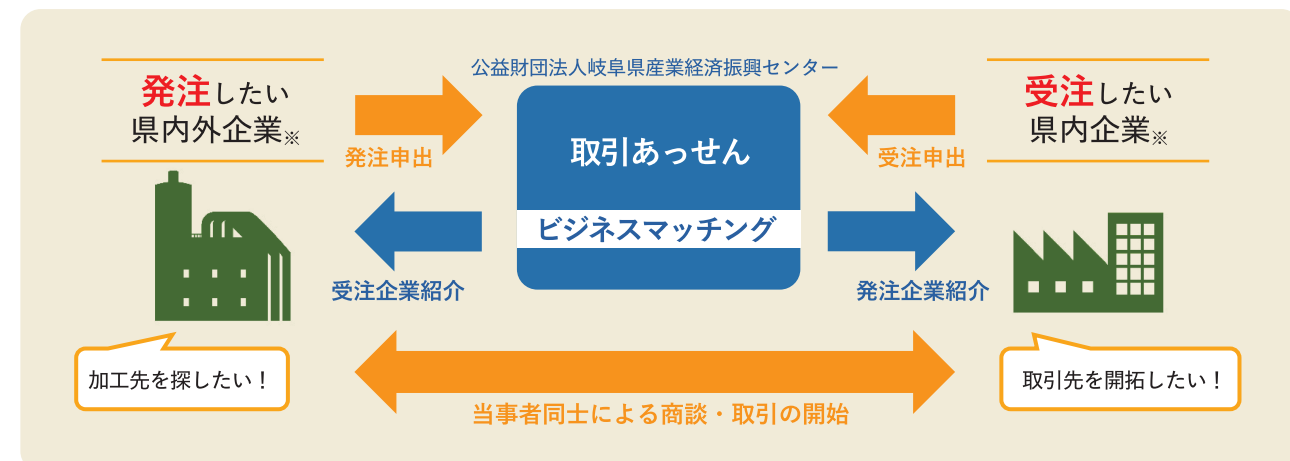 発注したい
県内外企業※
公益財団法人岐阜県産業経済振興センター
受注したい
県内企業※
発注申出
取引あっせん
受注申出
ビジネスマッチング
受注企業紹介
発注企業紹介
加工先を探したい!
取引先を開拓したい!
当事者同士による商談・取引の開始